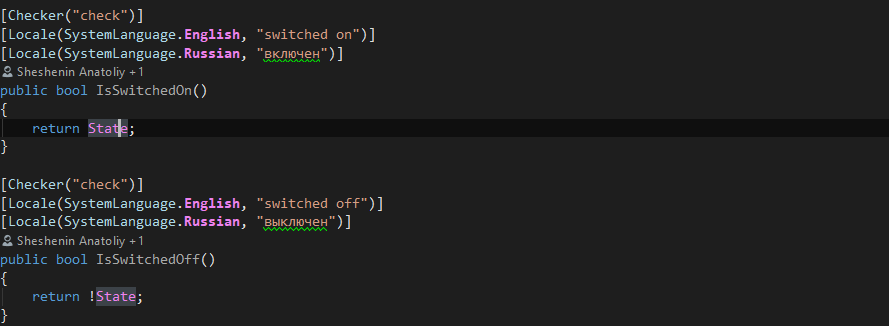 [Checker("check")]
[Locale(SystemLanguage.English, "switched on")]
[Locale(SystemLanguage.Russian, "включен")]
Sheshenin Anatoliy +1
public bool IsSwitchedOn()
{
return State;
}
[Checker("check")]
[Locale(SystemLanguage.English, "switched off")]
[Locale(SystemLanguage.Russian, "выключен")]
Sheshenin Anatoliy +1
public bool IsSwitchedOff()
{
return !State;
}